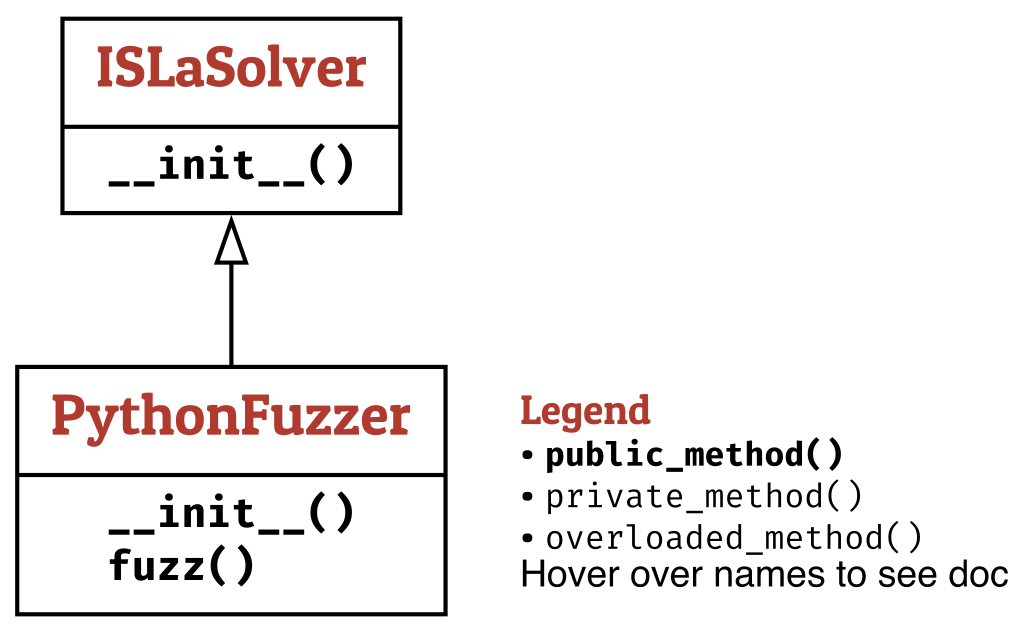 ISLaSolver
__init__()
PythonFuzzer
__init__()
fuzz()
Legend
• public_method()
• private_method()
• overloaded_method()
Hover over names to see doc